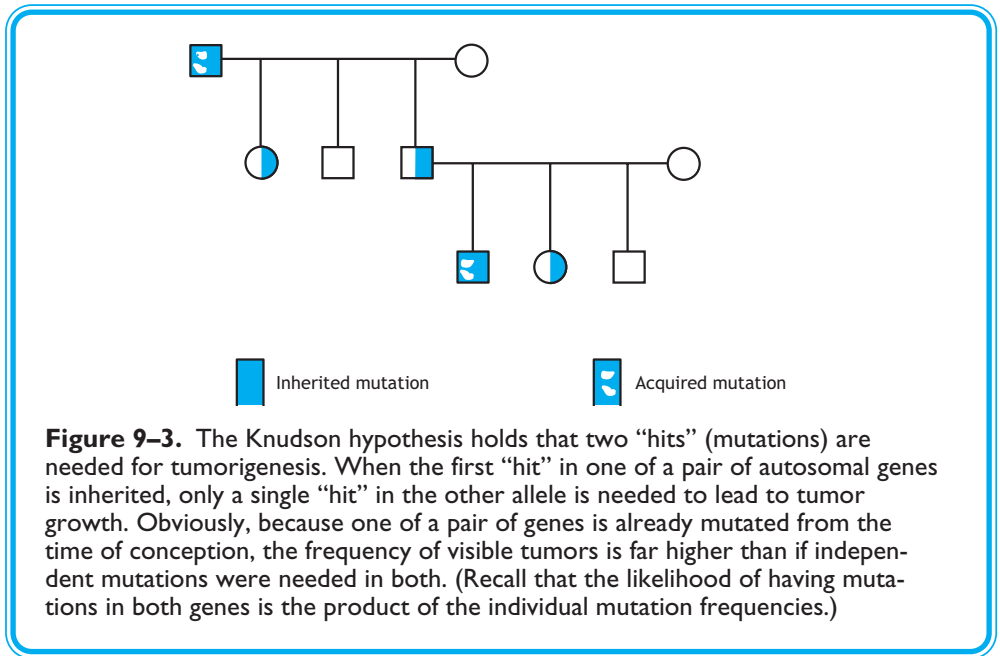 Inherited mutation
Acquired mutation
Figure 9–3. The Knudson hypothesis holds that two “hits” (mutations) are
needed for tumorigenesis. When the first “hit” in one of a pair of autosomal genes
is inherited, only a single “hit” in the other allele is needed to lead to tumor
growth. Obviously, because one of a pair of genes is already mutated from the
time of conception, the frequency of visible tumors is far higher than if indepen-
dent mutations were needed in both. (Recall that the likelihood of having muta-
tions in both genes is the product of the individual mutation frequencies.)